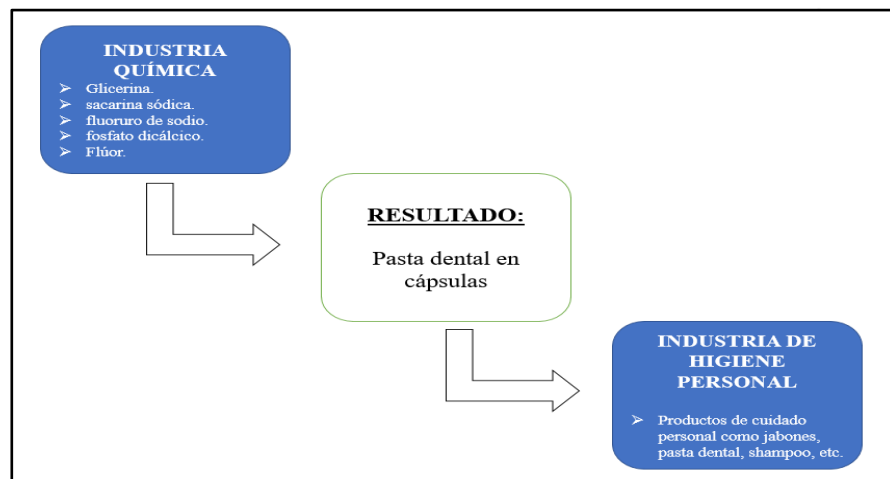 INDUSTRIA
QUÍMICA
➢ Glicerina.
➢ sacarina sódica.
➢ fluoruro de sodio.
➢ fosfato dicálcico.
➢ Flúor.
RESULTADO:
Pasta dental en
cápsulas
INDUSTRIA DE
HIGIENE
PERSONAL
➢ Productos de cuidado
personal como jabones,
pasta dental, shampoo, etc.